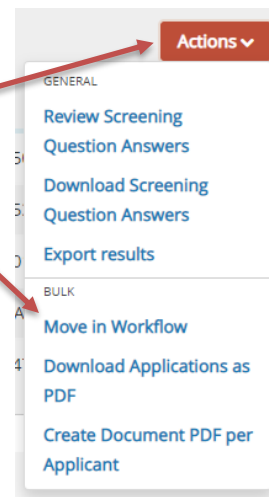 Actions
GENERAL
Review Screening
Question Answers
Download Screening
Question Answers
Export results
BULK
Move in Workflow
Download Applications as
PDF
Create Document PDF per
Applicant